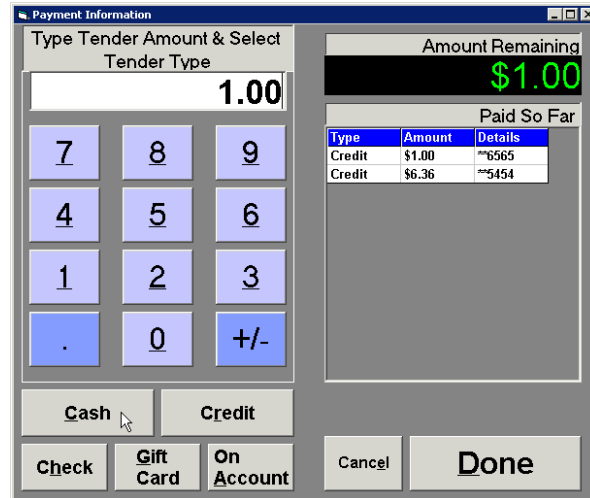 Payment Information
Type Tender Amount & Select
Tender Type
1.00
7 8 9
4 5 6
1 2 3
. 0 +/-
Cash Credit
Check Gift Card On Account
Amount Remaining
$1.00
Paid So Far
Type Amount Details
Credit $1.00 **6565
Credit $6.36 **5454
Cancel Done